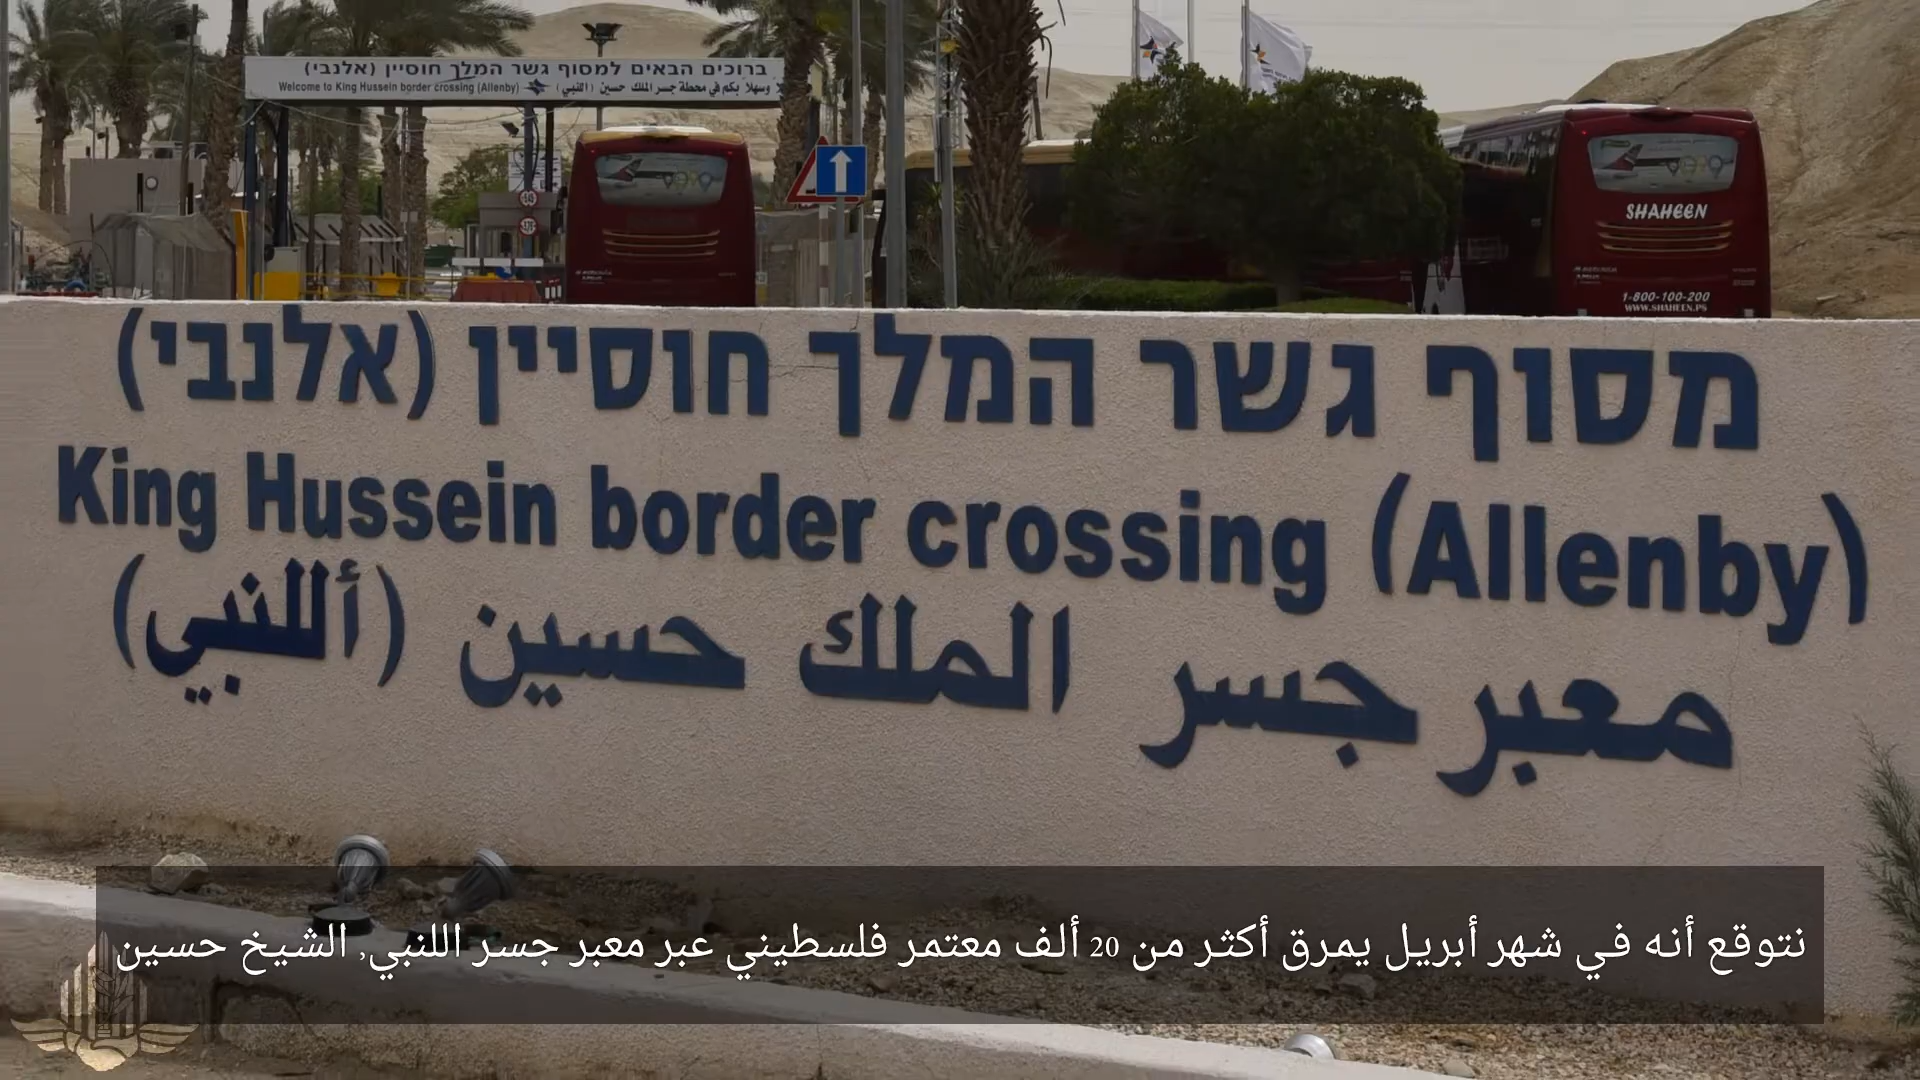 ברוכים הבאים למסוף גשר המלך חוסיין (אלנבי)
Welcome to King Hussein border crossing (Allenby)
وسهلا بكم في محطة جسر الملك حسين (اللنبي)
SHAHEEN
1-800-100-200
WWW.SHAHEEN.PS
מסוף גשר המלך חוסיין (אלנבי)
King Hussein border crossing (Allenby)
معبر جسر الملك حسين (أللنبي)
نتوقع أنه في شهر أبريل يمرق أكثر من 20 ألف معتمر فلسطيني عبر معبر جسر اللنبي, الشيخ حسين